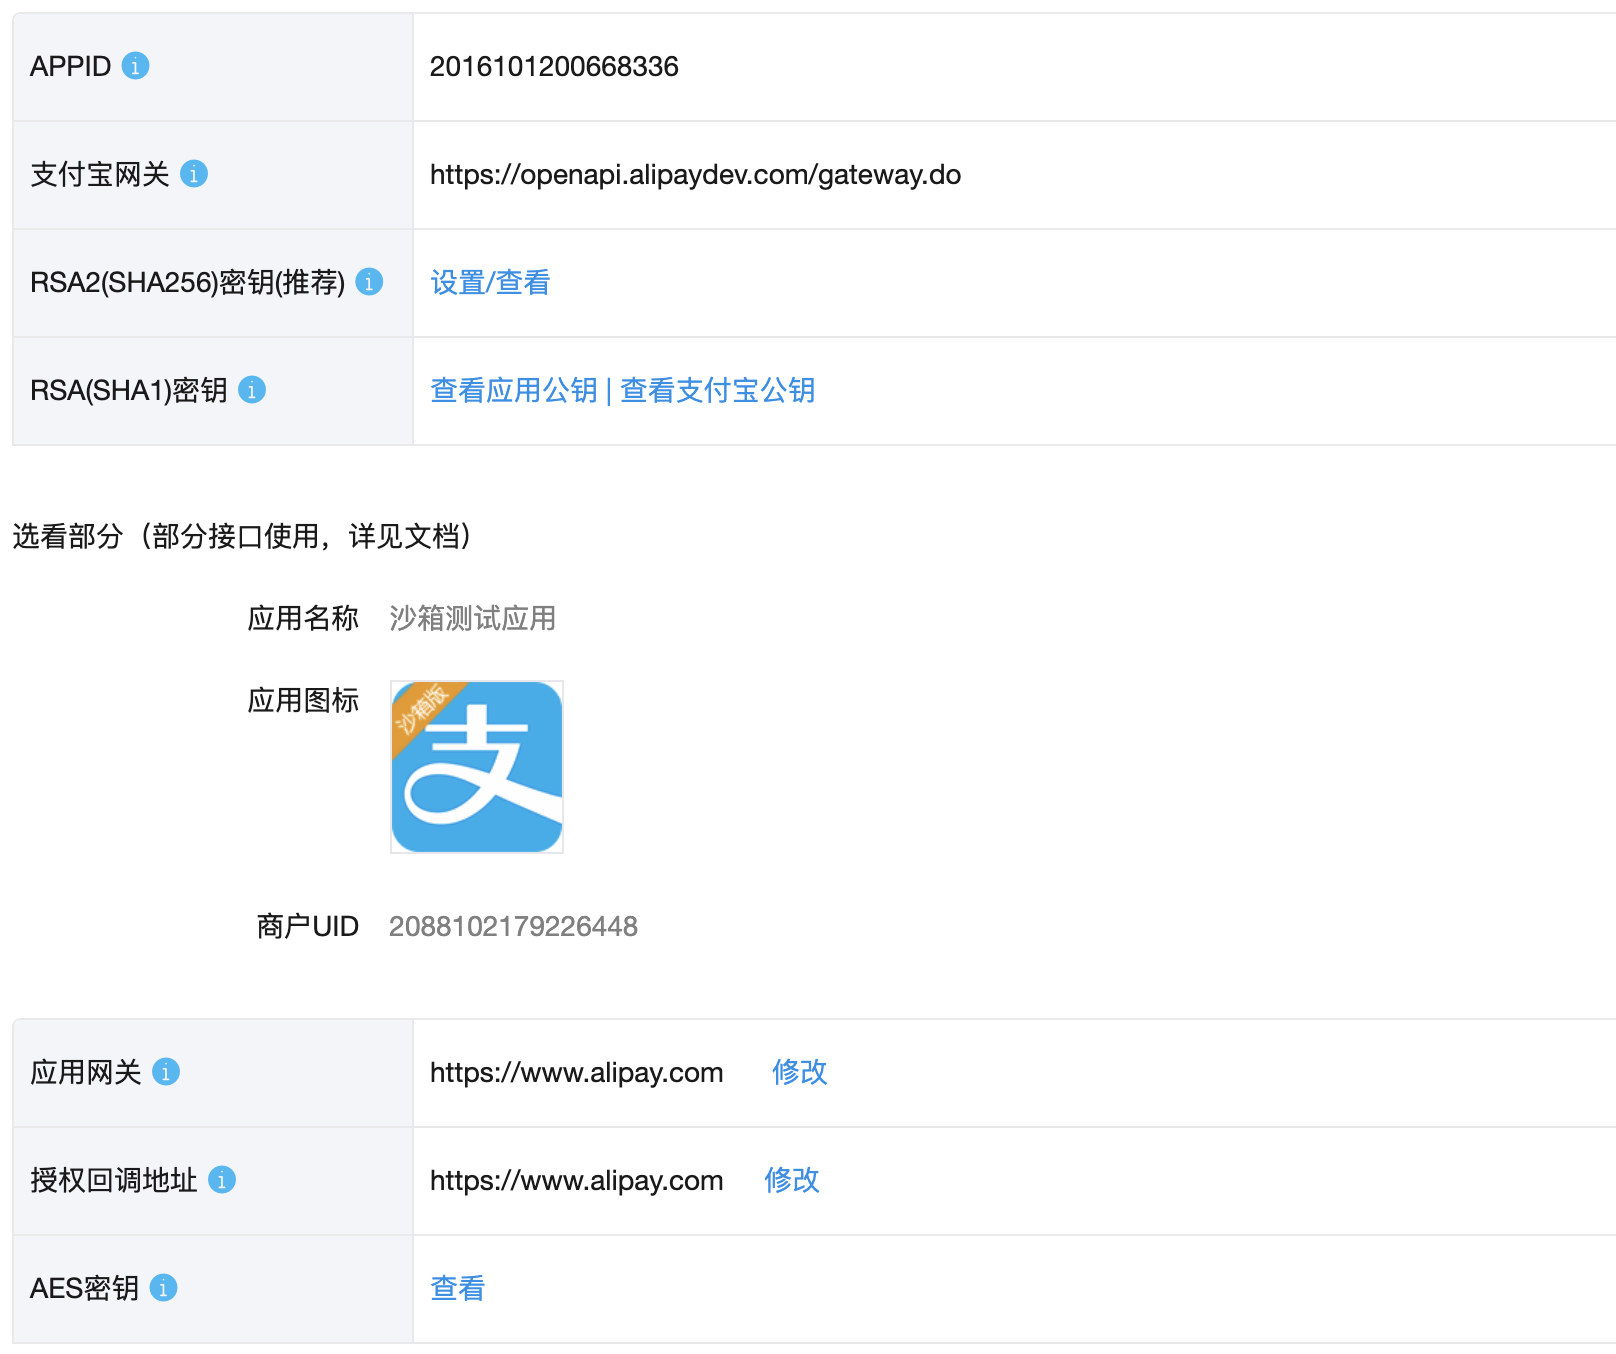 APPID
2016101200668336
支付宝网关
https://openapi.alipaydev.com/gateway.do
RSA2(SHA256)密钥(推荐)
设置/查看
RSA(SHA1)密钥
查看应用公钥 | 查看支付宝公钥
选看部分（部分接口使用，详见文档）
应用名称 沙箱测试应用
应用图标
沙箱版
支
商户UID 2088102179226448
应用网关
https://www.alipay.com 修改
授权回调地址
https://www.alipay.com 修改
AES密钥
查看